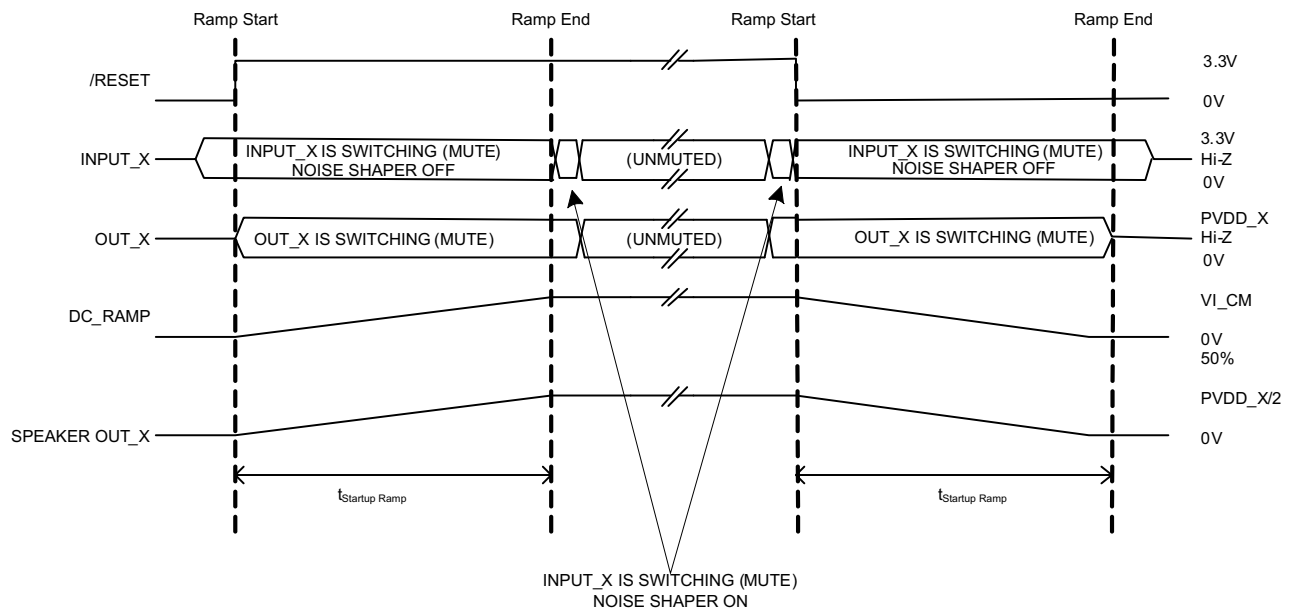 Ramp Start
Ramp End
Ramp Start
Ramp End
/RESET
3.3V
0V
INPUT_X
INPUT_X IS SWITCHING (MUTE)
NOISE SHAPER OFF
(UNMUTED)
INPUT_X IS SWITCHING (MUTE)
NOISE SHAPER OFF
3.3V
Hi-Z
0V
OUT_X
OUT_X IS SWITCHING (MUTE)
(UNMUTED)
OUT_X IS SWITCHING (MUTE)
PVDD_X
Hi-Z
0V
DC_RAMP
VI_CM
0V
50%
SPEAKER OUT_X
PVDD_X/2
0V
tStartup Ramp
tStartup Ramp
INPUT_X IS SWITCHING (MUTE)
NOISE SHAPER ON